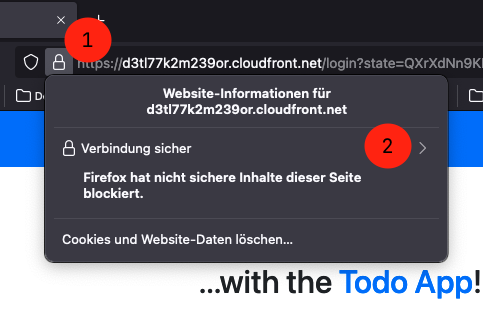 1
https://d3tl77k2m239or.cloudfront.net/login?state=QXrXdNn9K
Website-Informationen für
d3tl77k2m239or.cloudfront.net
Verbindung sicher
2
Firefox hat nicht sichere Inhalte dieser Seite
blockiert.
Cookies und Website-Daten löschen...
...with the Todo App!